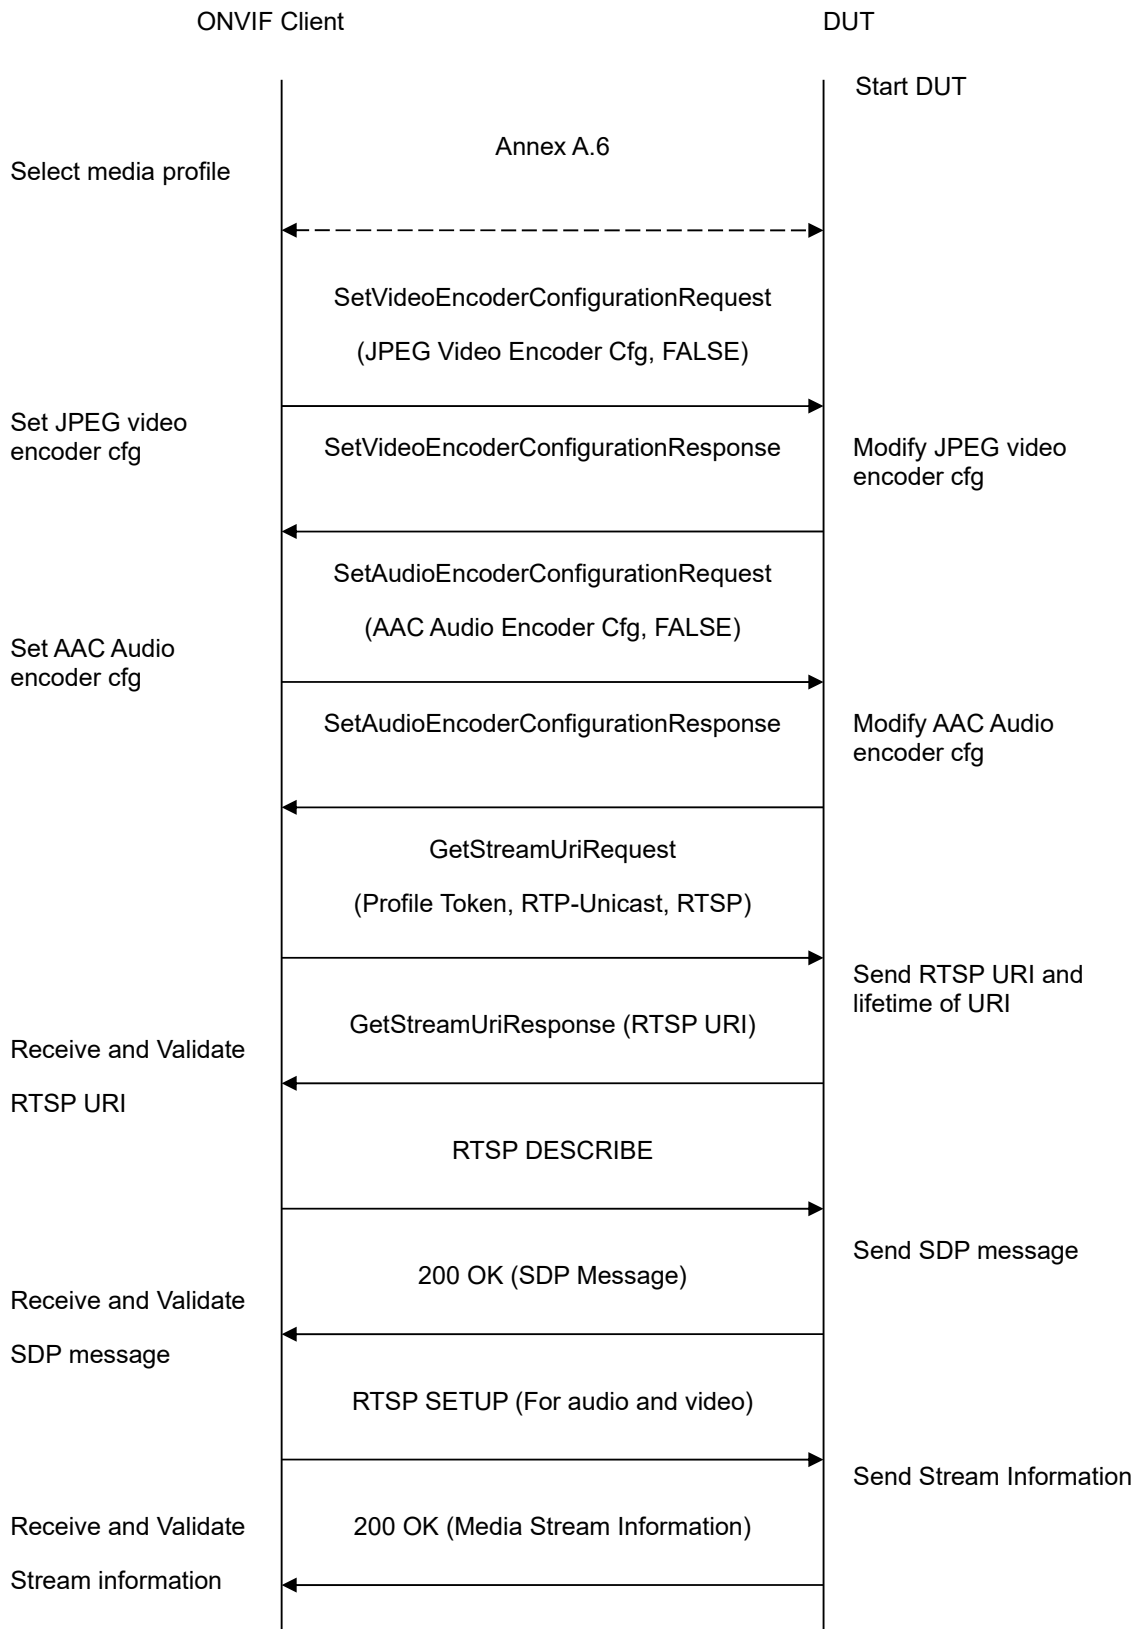 ONVIF Client
DUT
Start DUT
Annex A.6
Select media profile
SetVideoEncoderConfigurationRequest
(JPEG Video Encoder Cfg, FALSE)
Set JPEG video
encoder cfg
SetVideoEncoderConfigurationResponse
Modify JPEG video
encoder cfg
SetAudioEncoderConfigurationRequest
(AAC Audio Encoder Cfg, FALSE)
Set AAC Audio
encoder cfg
SetAudioEncoderConfigurationResponse
Modify AAC Audio
encoder cfg
GetStreamUriRequest
(Profile Token, RTP-Unicast, RTSP)
Send RTSP URI and
lifetime of URI
GetStreamUriResponse (RTSP URI)
Receive and Validate
RTSP URI
RTSP DESCRIBE
Send SDP message
200 OK (SDP Message)
Receive and Validate
SDP message
RTSP SETUP (For audio and video)
Send Stream Information
200 OK (Media Stream Information)
Receive and Validate
Stream information